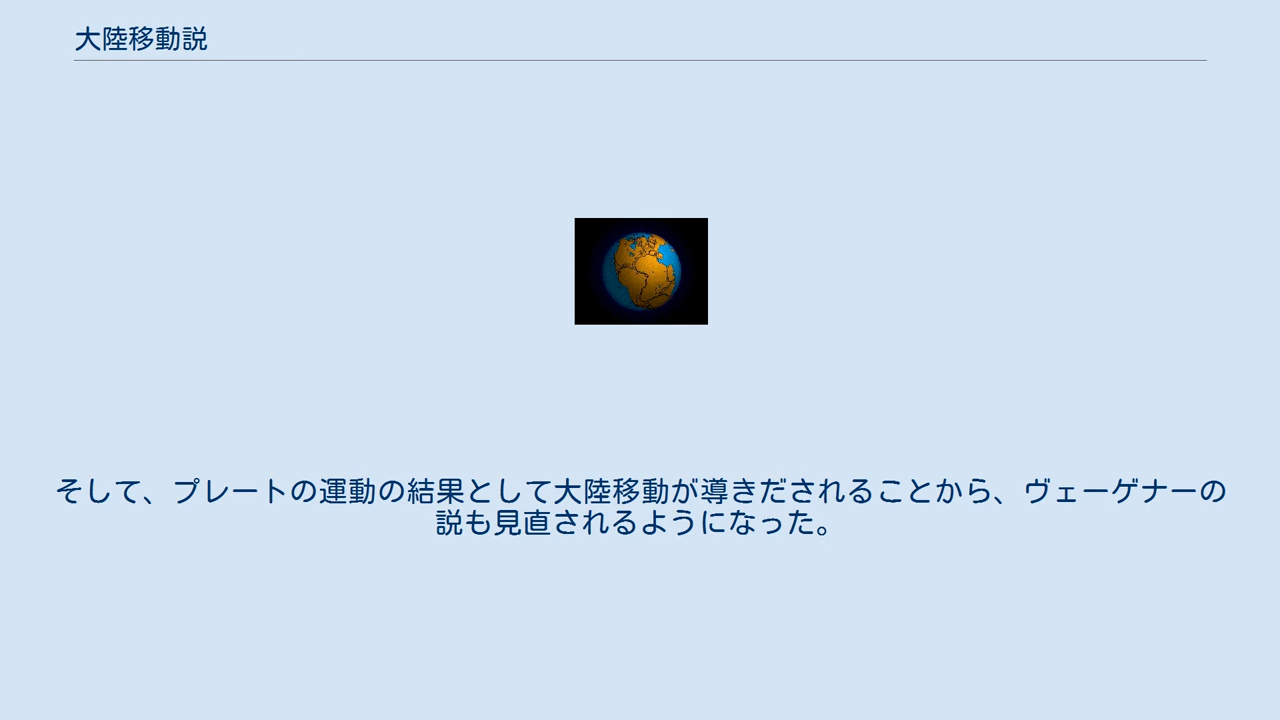 大陸移動説
そして、プレートの運動の結果として大陸移動が導きだされることから、ヴェーゲナーの
説も見直されるようになった。